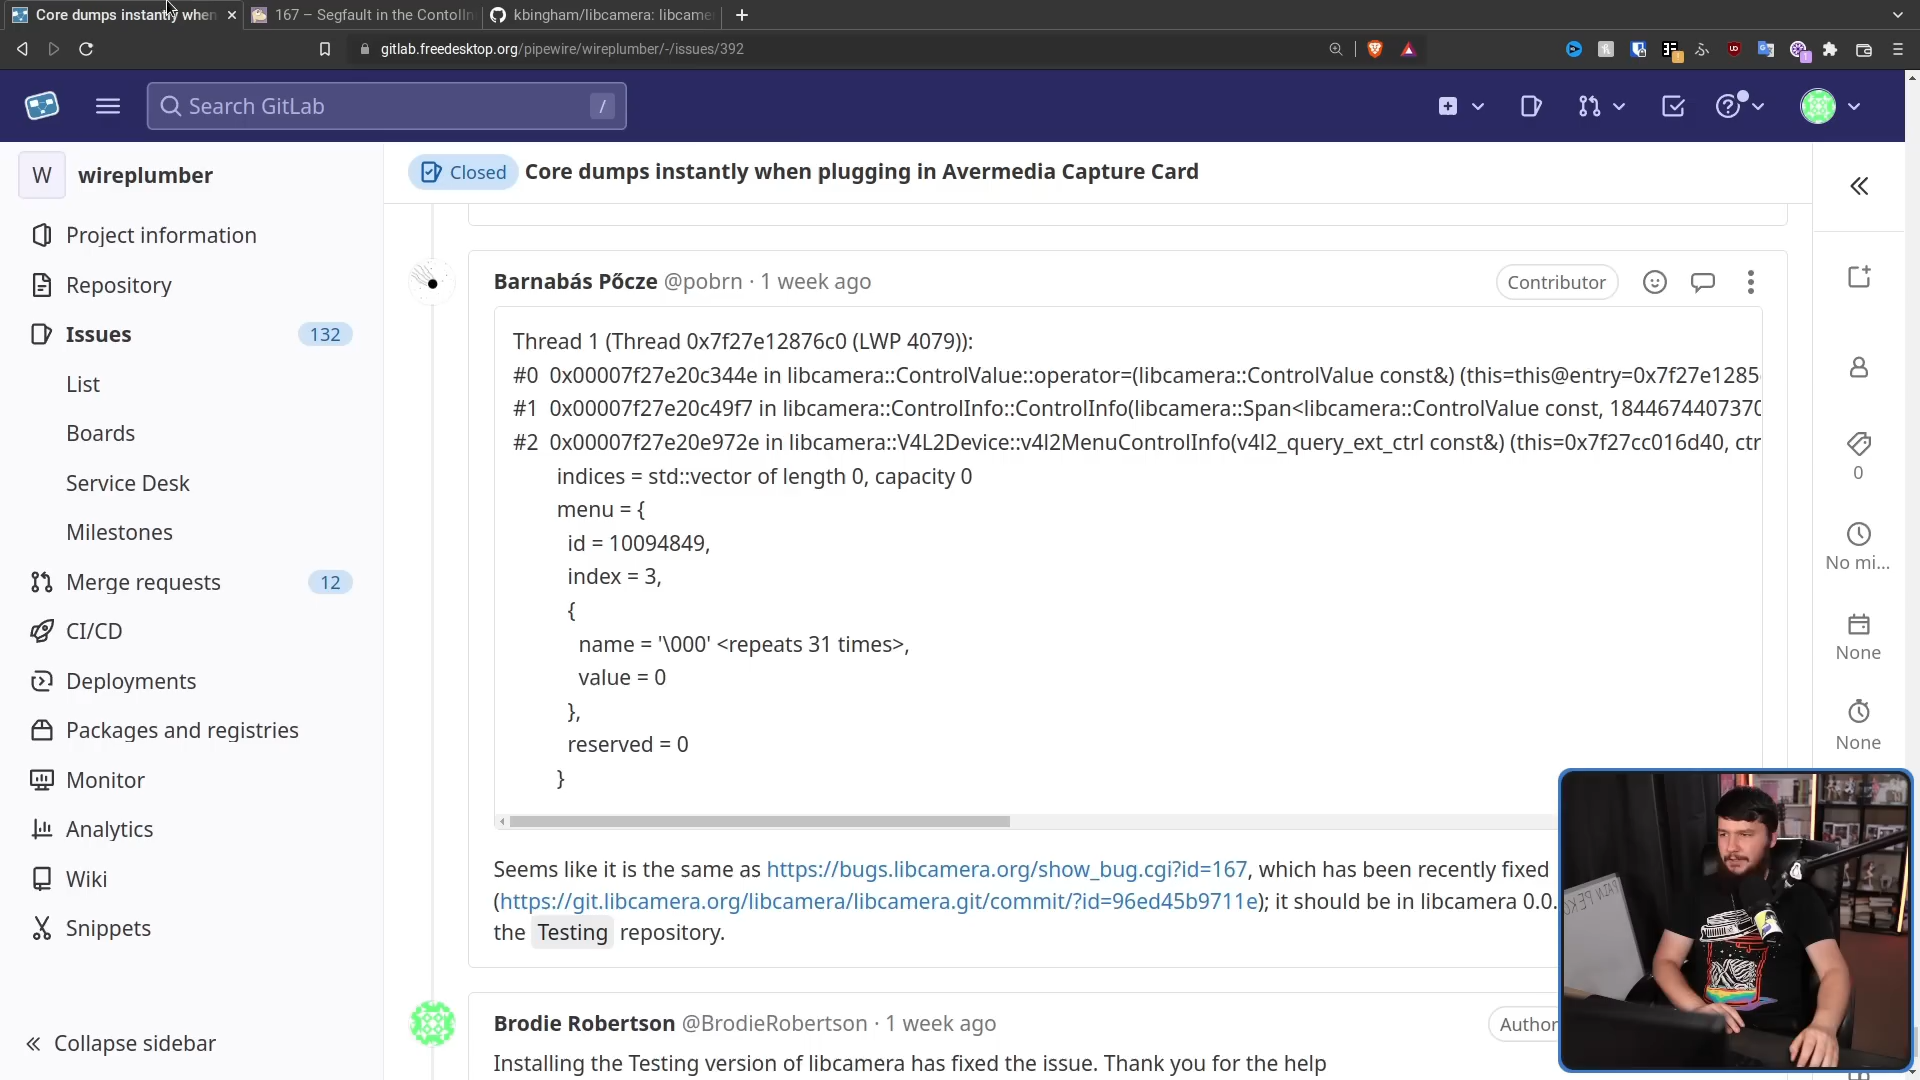 Core dumps instantly when
167 – Segfault in the ContolIn
kbingham/libcamera: libcame
gitlab.freedesktop.org/pipewire/wireplumber/-/issues/392
Search GitLab
/
W
wireplumber
Project information
Repository
Issues
132
List
Boards
Service Desk
Milestones
Merge requests
12
CI/CD
Deployments
Packages and registries
Monitor
Analytics
Wiki
Snippets
Collapse sidebar
Closed
Core dumps instantly when plugging in Avermedia Capture Card
Barnabás Pőcze @pobrn · 1 week ago
Contributor
Thread 1 (Thread 0x7f27e12876c0 (LWP 4079)):
#0 0x00007f27e20c344e in libcamera::ControlValue::operator=(libcamera::ControlValue const&) (this=this@entry=0x7f27e1285
#1 0x00007f27e20c49f7 in libcamera::ControlInfo::ControlInfo(libcamera::Span<libcamera::ControlValue const, 1844674407370
#2 0x00007f27e20e972e in libcamera::V4L2Device::v4l2MenuControlInfo(v4l2_query_ext_ctrl const&) (this=0x7f27cc016d40, ctr
indices = std::vector of length 0, capacity 0
menu = {
id = 10094849,
index = 3,
{
name = '\000' <repeats 31 times>,
value = 0
},
reserved = 0
}
Seems like it is the same as https://bugs.libcamera.org/show_bug.cgi?id=167, which has been recently fixed
(https://git.libcamera.org/libcamera/libcamera.git/commit/?id=96ed45b9711e); it should be in libcamera 0.0.
the Testing repository.
Brodie Robertson @BrodieRobertson · 1 week ago
Author
Installing the Testing version of libcamera has fixed the issue. Thank you for the help
0
No mi...
None
None